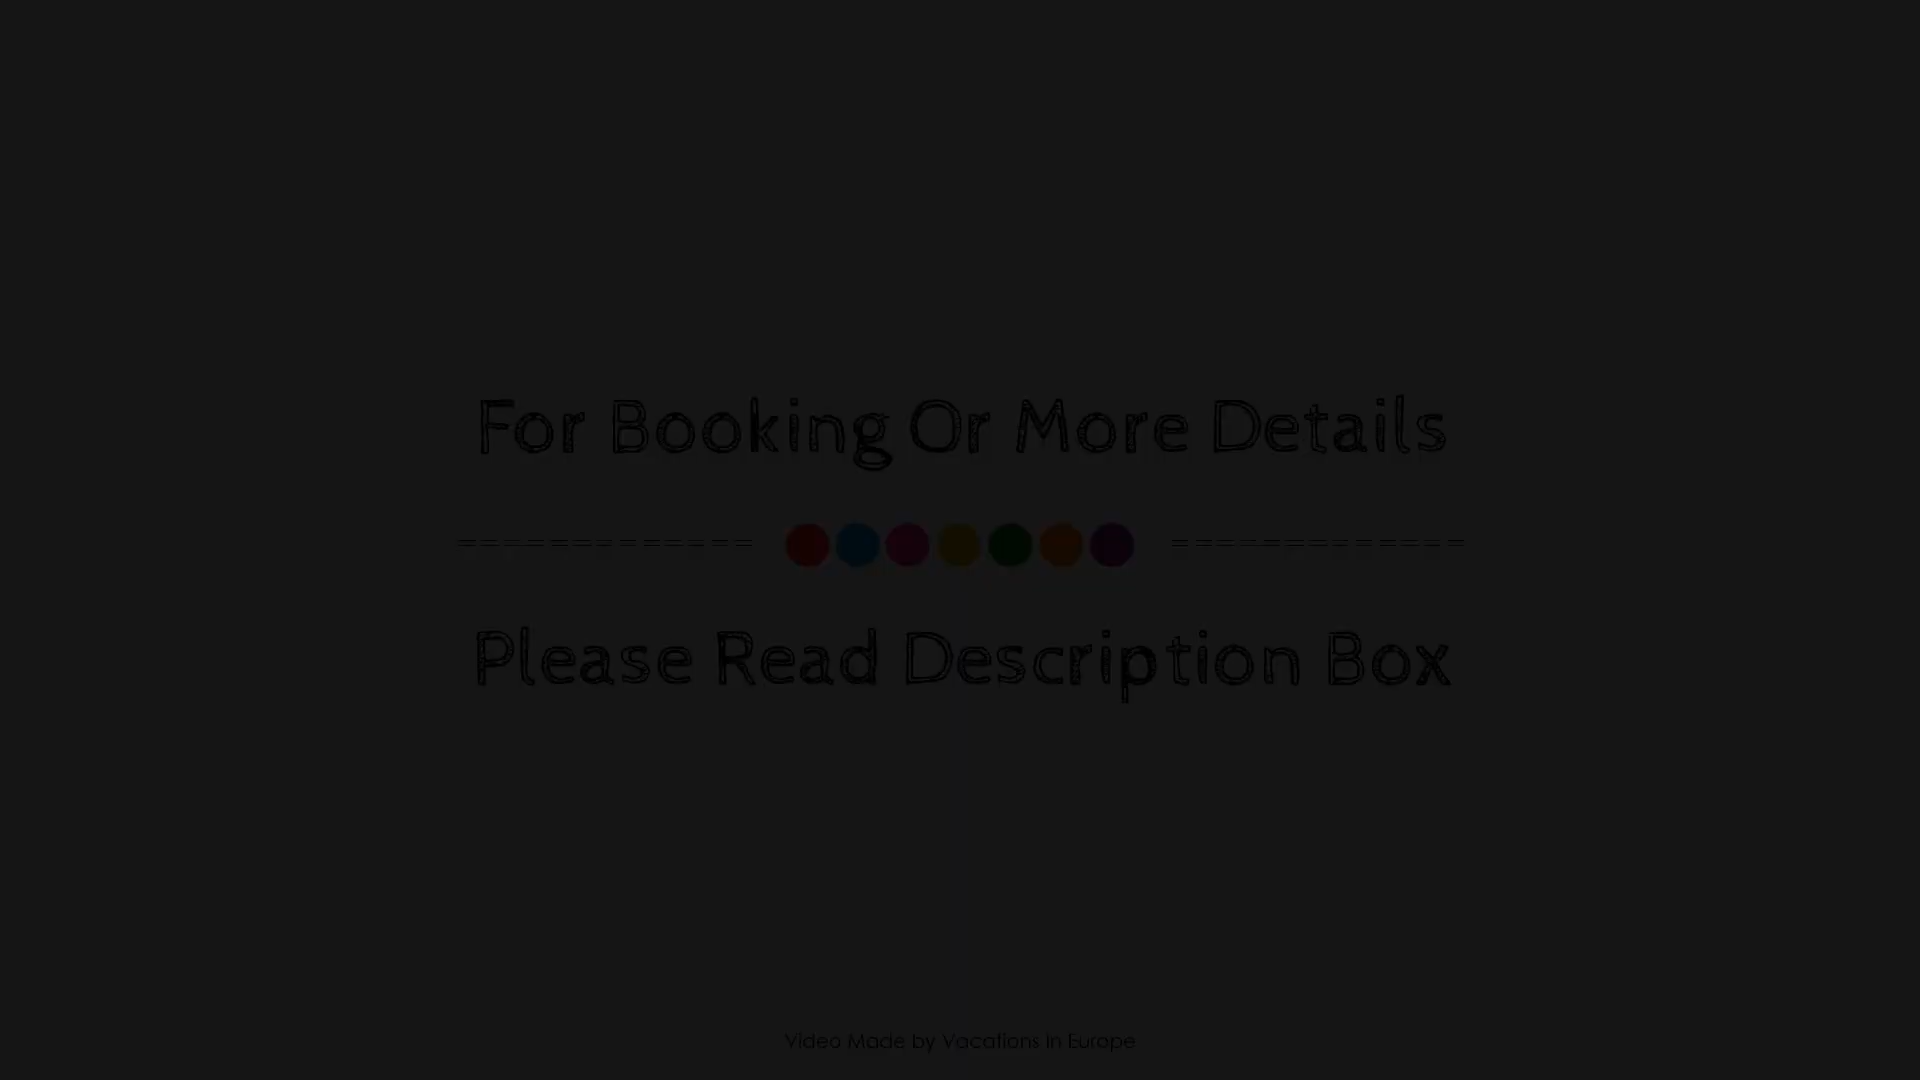 For Booking Or More Details
============= =============
Please Read Description Box
Video Made by Vacations in Europe